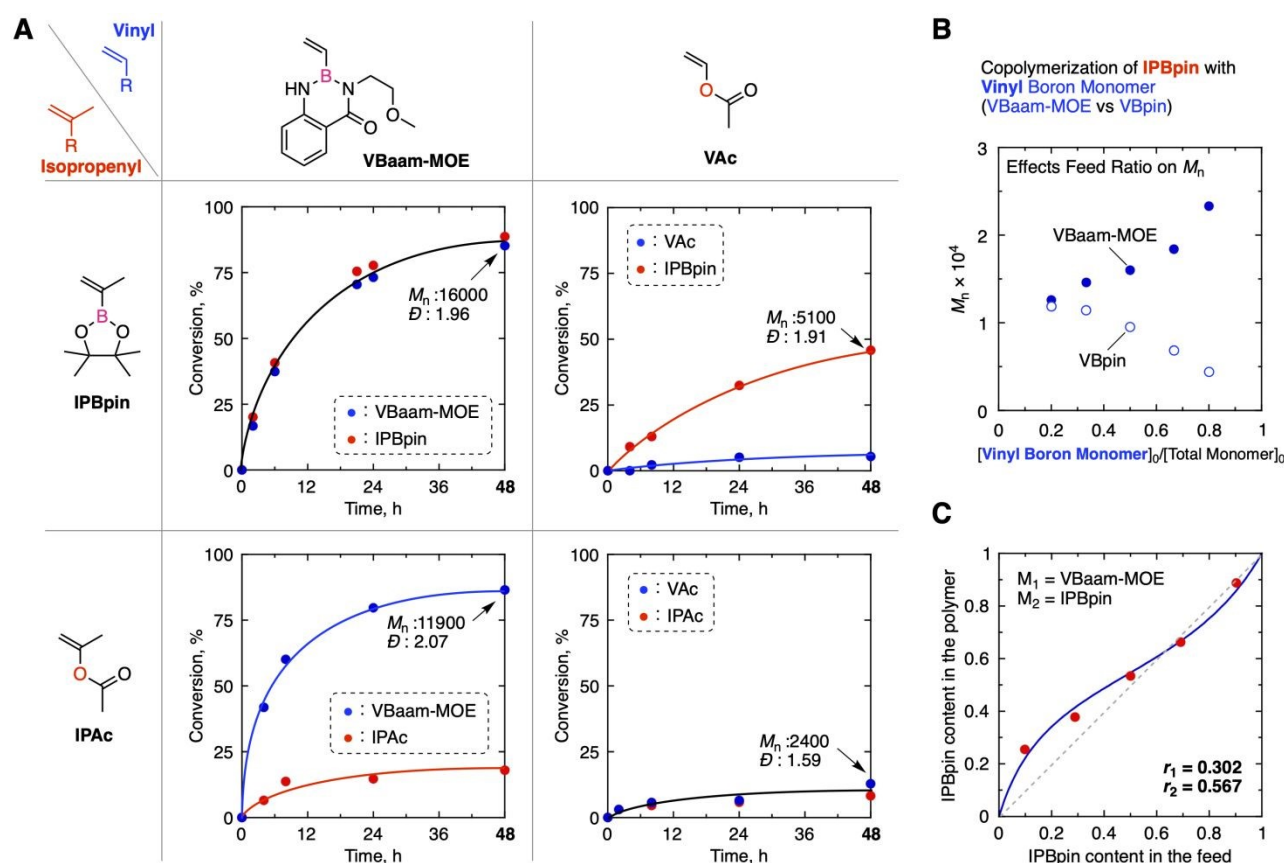 A
Vinyl
R
R
Isopropenyl
B
HN
N
O
O
VBaam-MOE
O
O
VAc
B
O
O
IPBpin
100
75
50
25
0
Conversion, %
Mn :16000
Đ : 1.96
: VBaam-MOE
: IPBpin
0
12
24
36
48
Time, h
100
75
50
25
0
Conversion, %
: VAc
: IPBpin
Mn :5100
Đ : 1.91
0
12
24
36
48
Time, h
O
O
IPAc
100
75
50
25
0
Conversion, %
Mn :11900
Đ : 2.07
: VBaam-MOE
: IPAc
0
12
24
36
48
Time, h
100
75
50
25
0
Conversion, %
: VAc
: IPAc
Mn :2400
Đ : 1.59
0
12
24
36
48
Time, h
B
Copolymerization of IPBpin with
Vinyl Boron Monomer
(VBaam-MOE vs VBpin)
3
2
1
0
Mn × 10⁴
Effects Feed Ratio on Mn
VBaam-MOE
VBpin
0
0.2
0.4
0.6
0.8
1
[Vinyl Boron Monomer]₀/[Total Monomer]₀
C
1
0.8
0.6
0.4
0.2
0
IPBpin content in the polymer
M₁ = VBaam-MOE
M₂ = IPBpin
r₁ = 0.302
r₂ = 0.567
0
0.2
0.4
0.6
0.8
1
IPBpin content in the feed